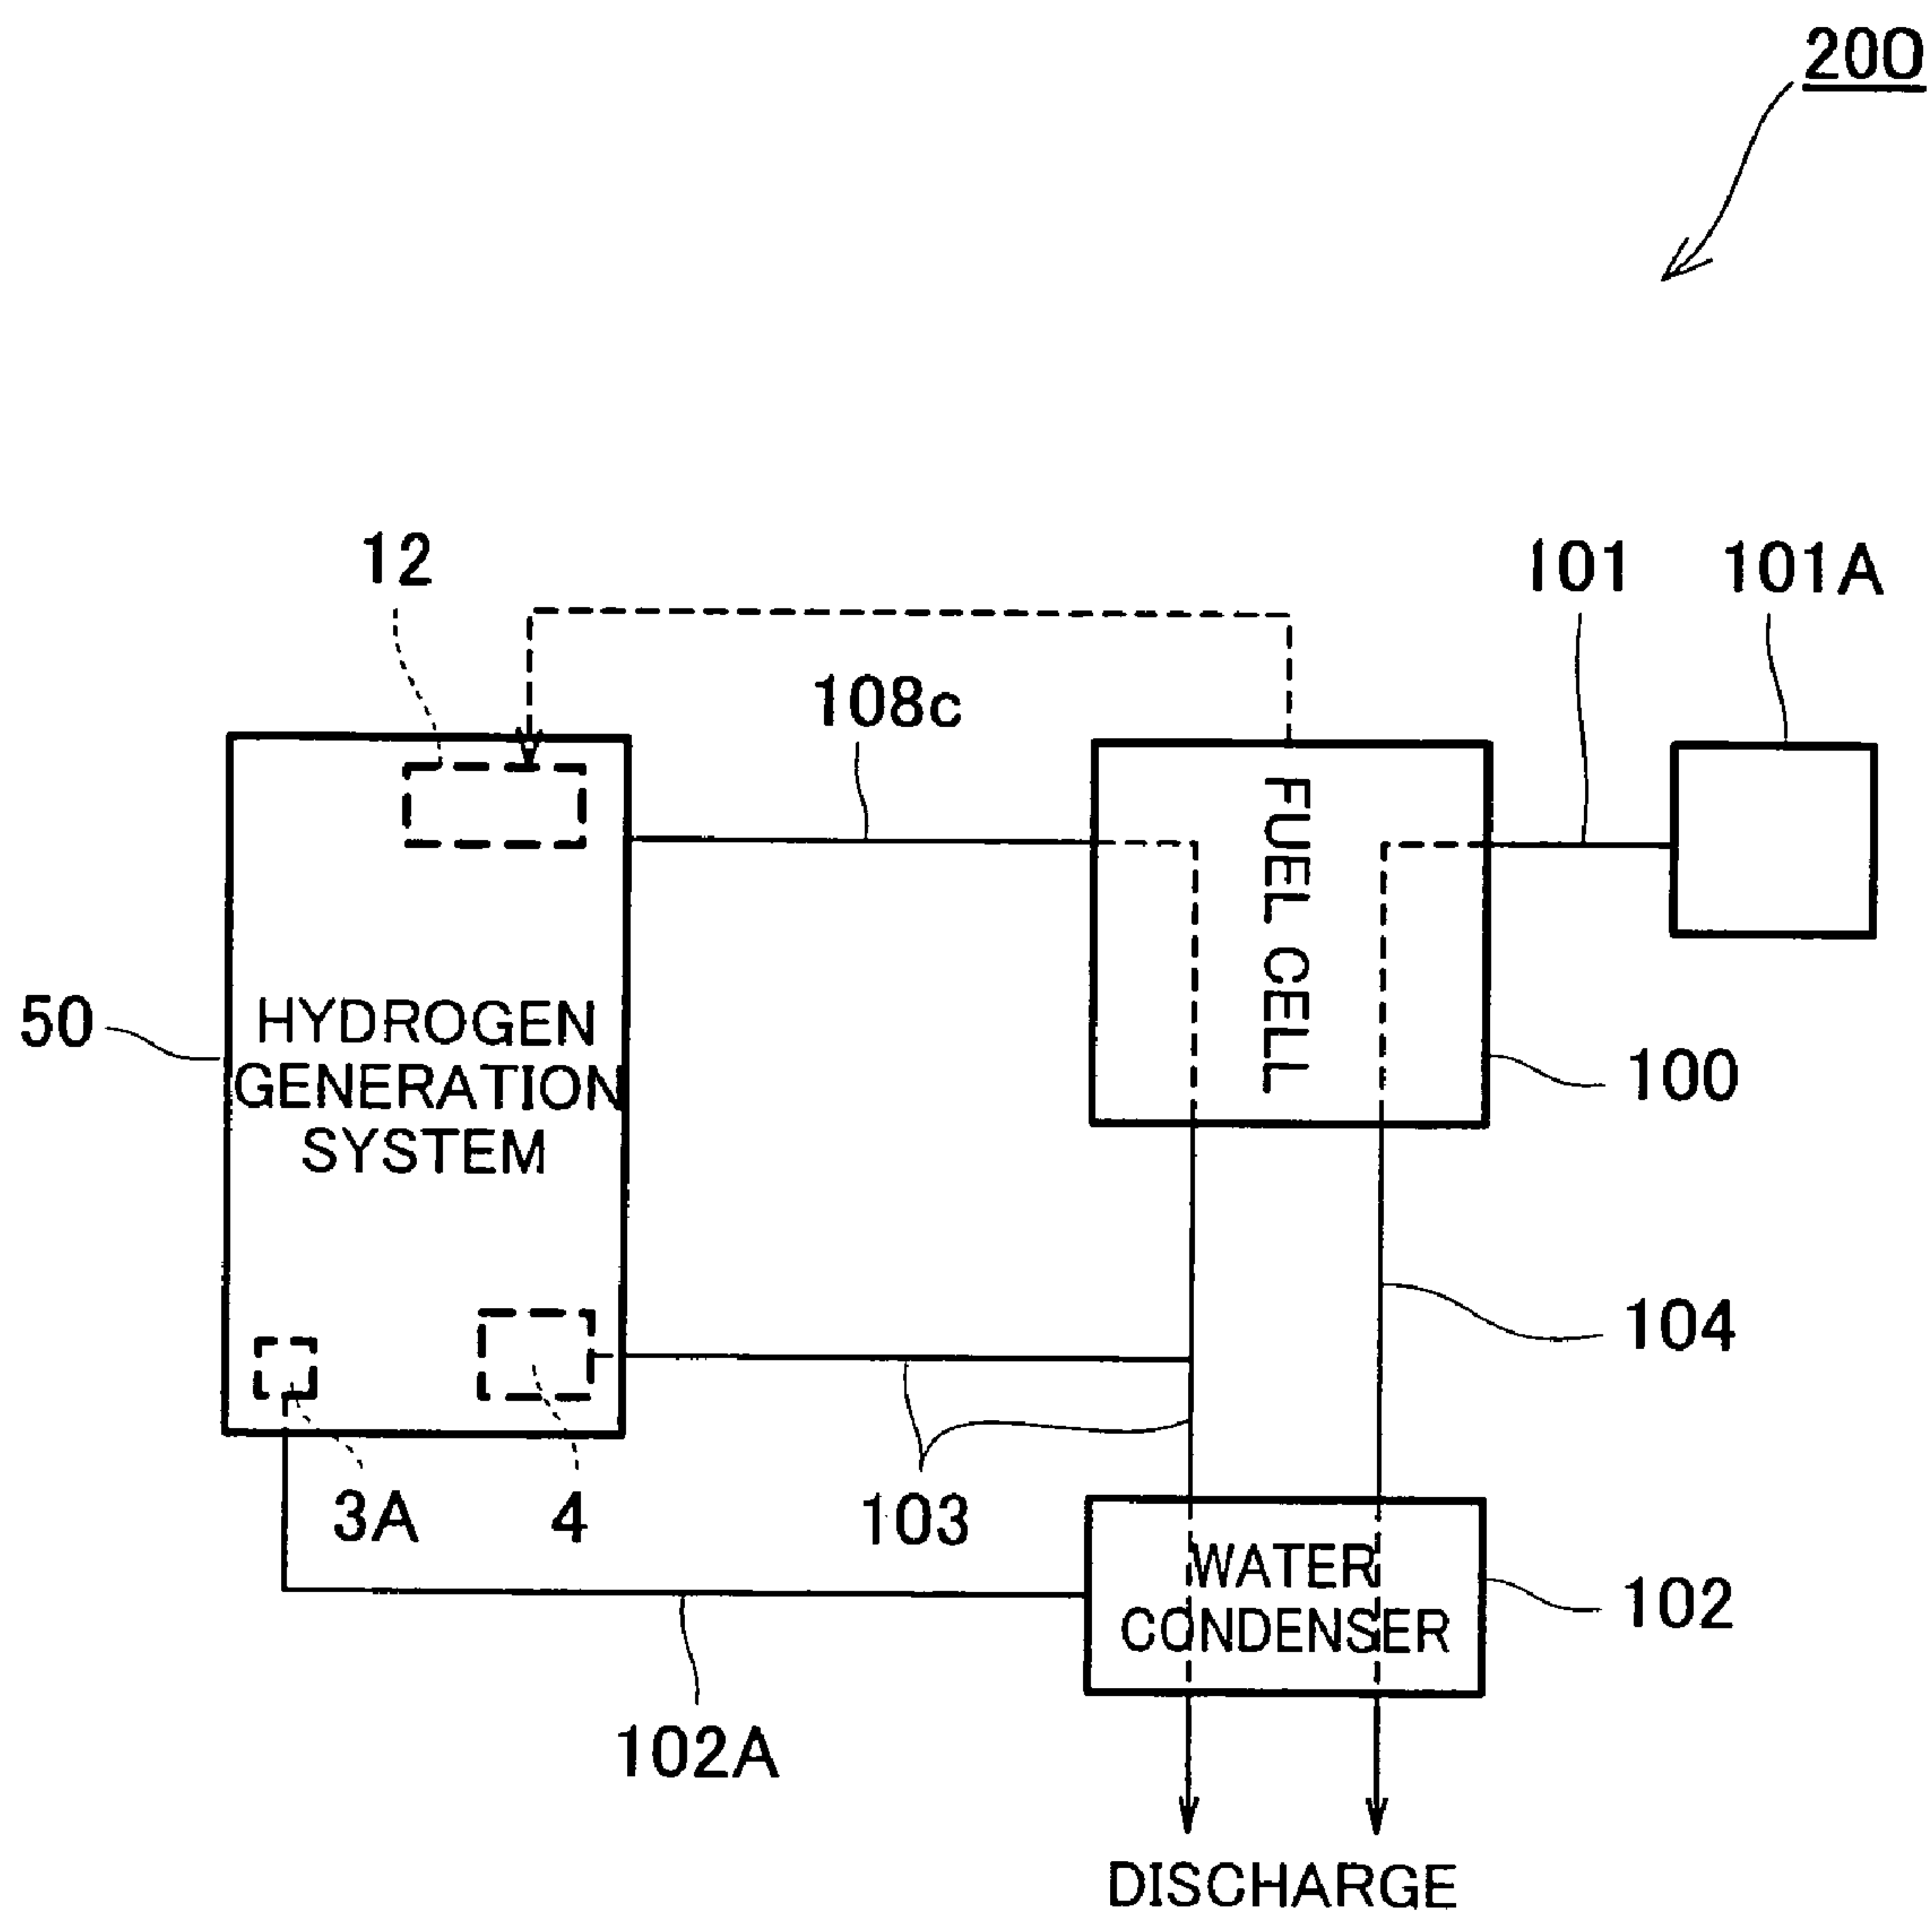 200
12
101
101A
108c
FUEL CELL
50
HYDROGEN
GENERATION
SYSTEM
100
104
3A
4
103
WATER
CONDENSER
102
102A
DISCHARGE